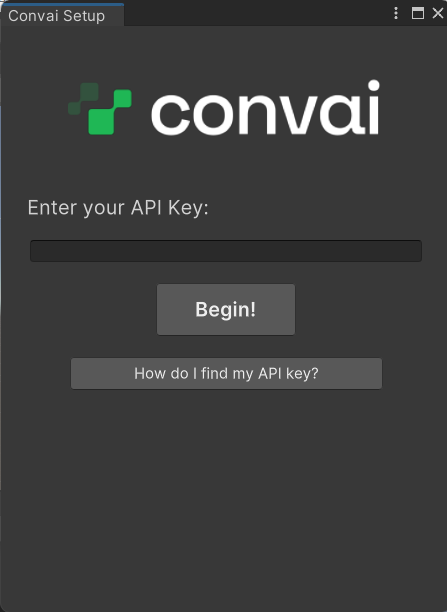 Convai Setup
convai
Enter your API Key:
Begin!
How do I find my API key?